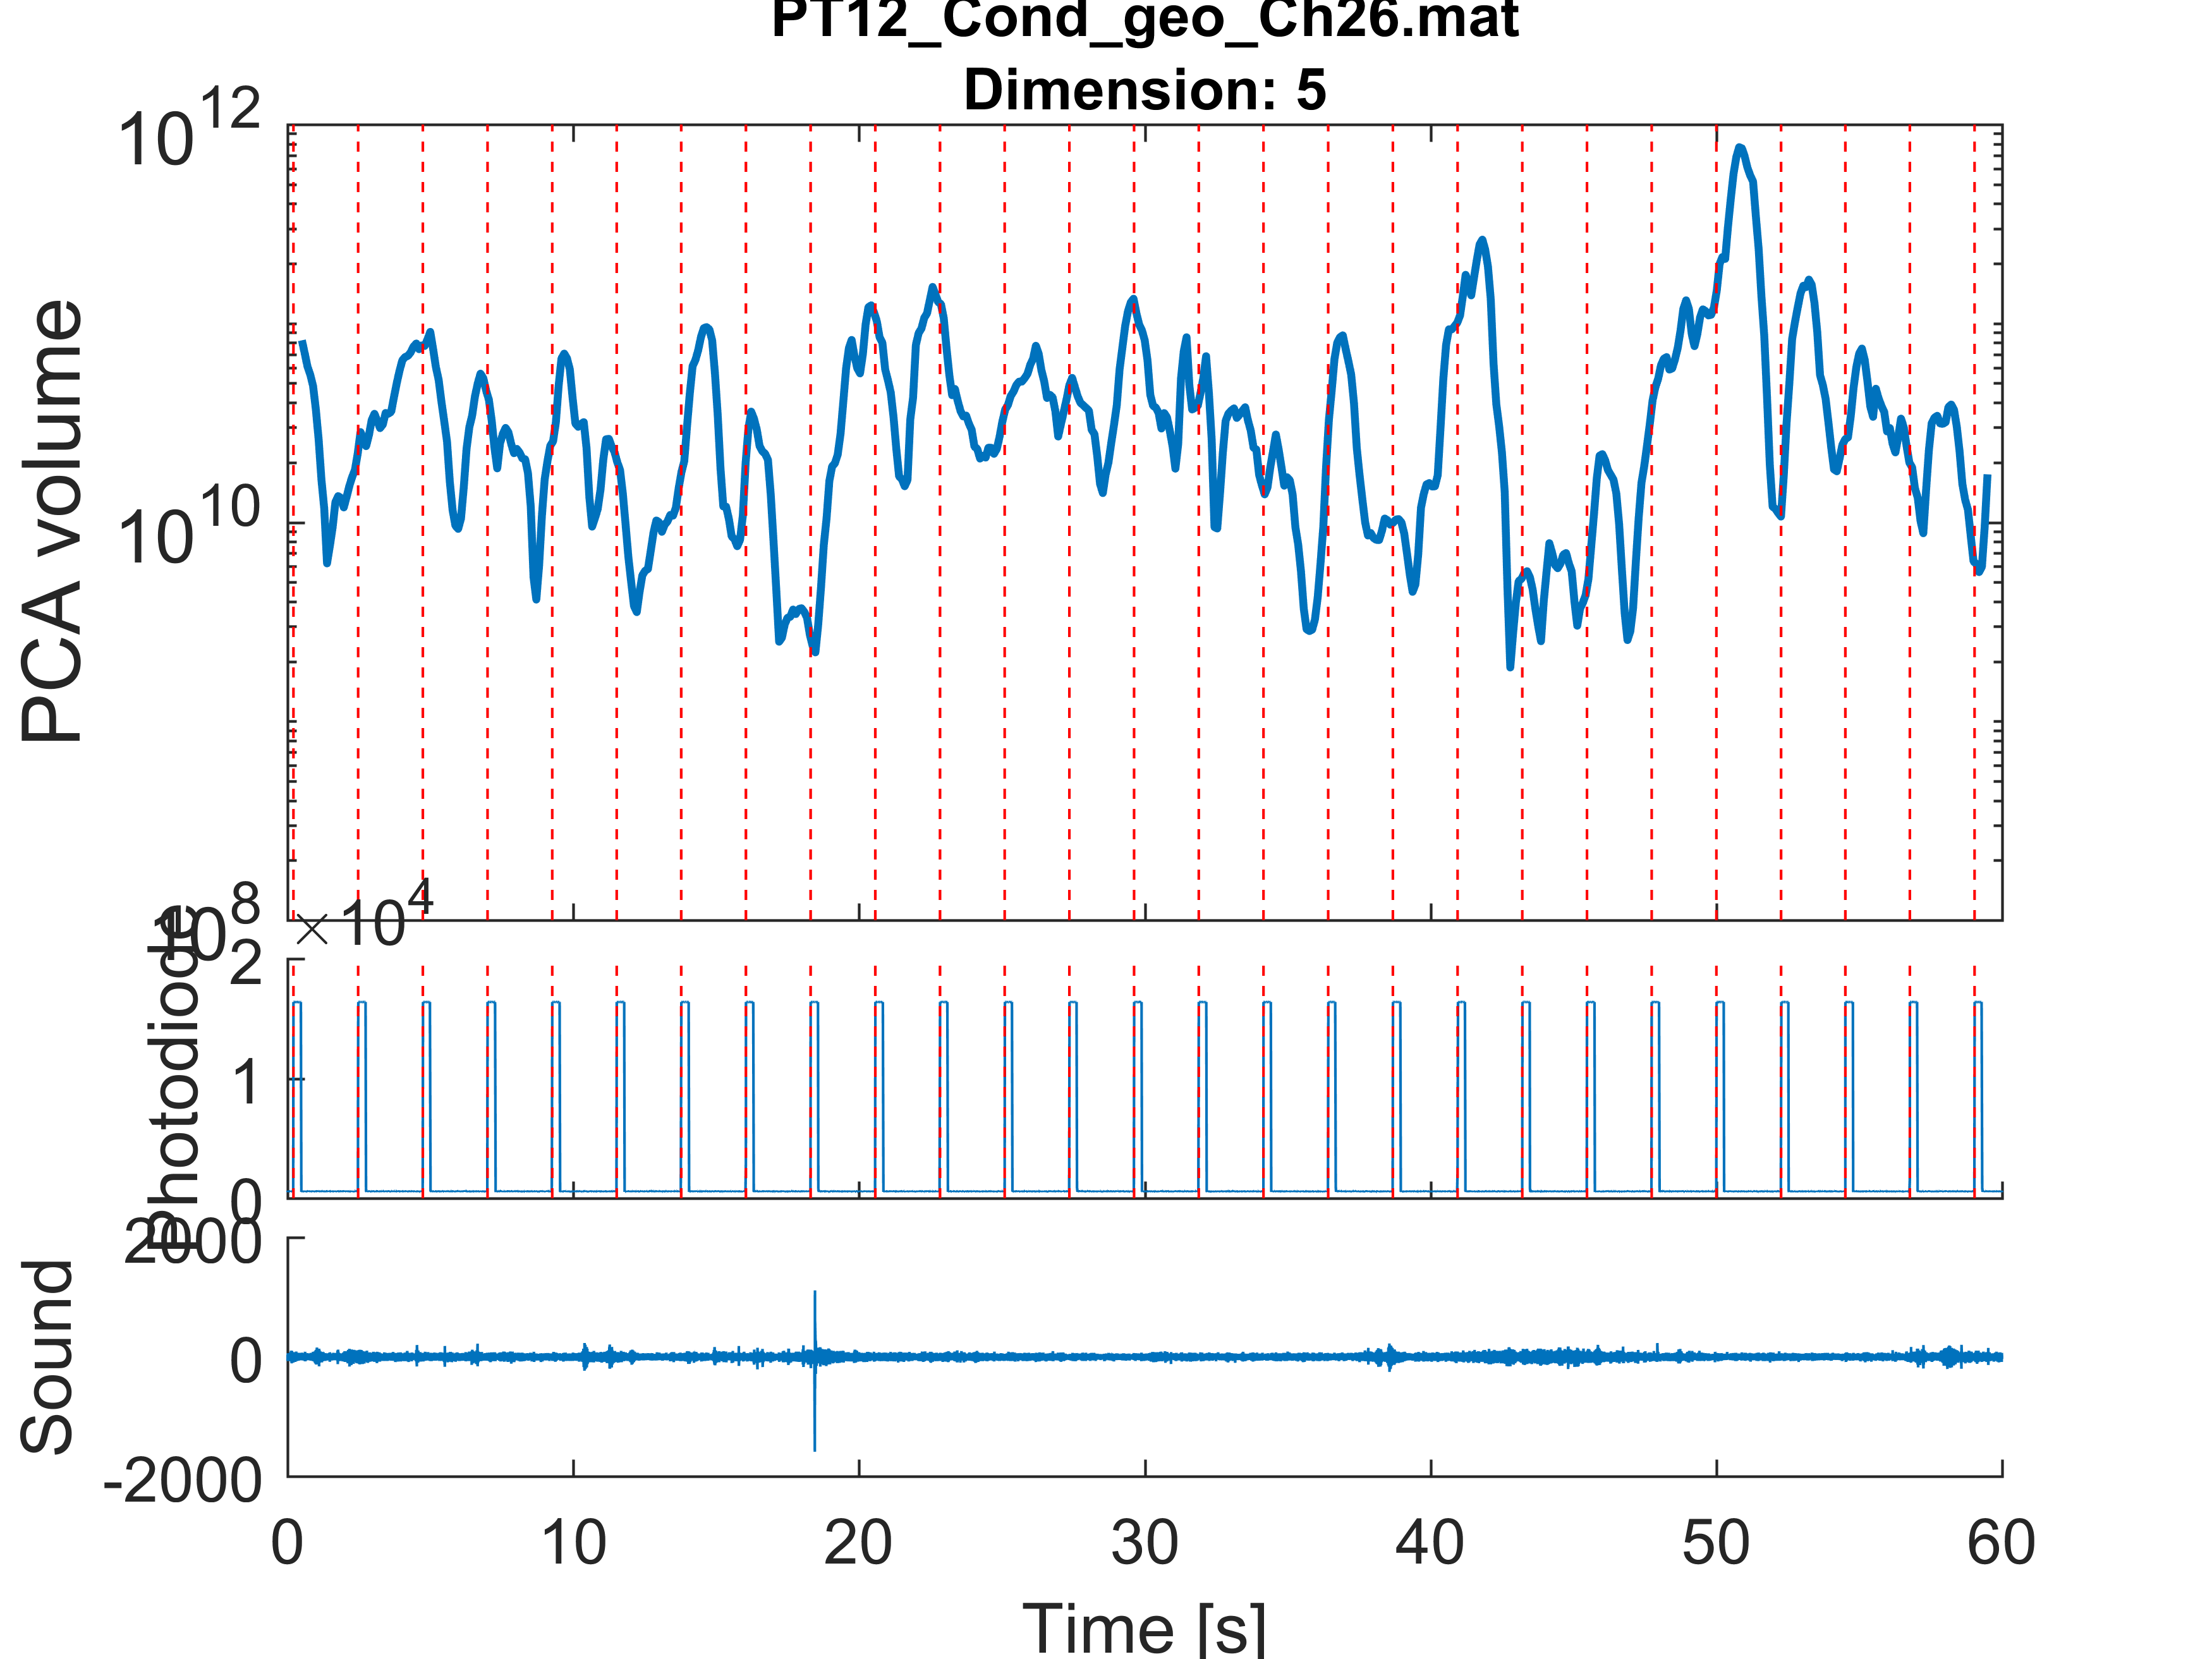 PT12_Cond_geo_Ch26.mat
Dimension: 5
10^12
10^10
10^8
PCA volume
×10^4
2
1
0
Photodiode
2000
0
-2000
Sound
0 10 20 30 40 50 60
Time [s]